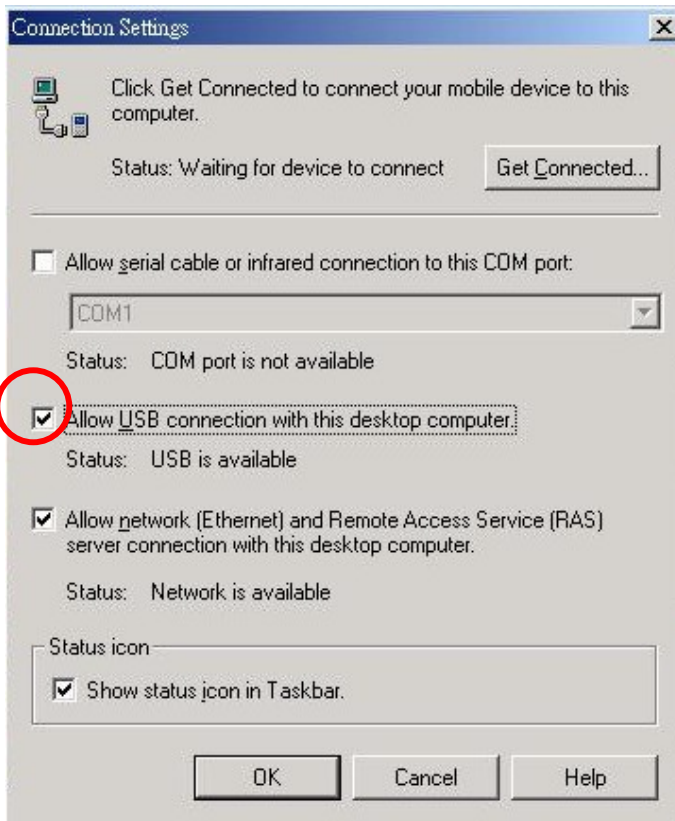 Connection Settings
Click Get Connected to connect your mobile device to this
computer.
Status: Waiting for device to connect
Get Connected...
Allow serial cable or infrared connection to this COM port:
COM1
Status: COM port is not available
Allow USB connection with this desktop computer.
Status: USB is available
Allow network (Ethernet) and Remote Access Service (RAS)
server connection with this desktop computer.
Status: Network is available
Status icon
Show status icon in Taskbar.
OK
Cancel
Help